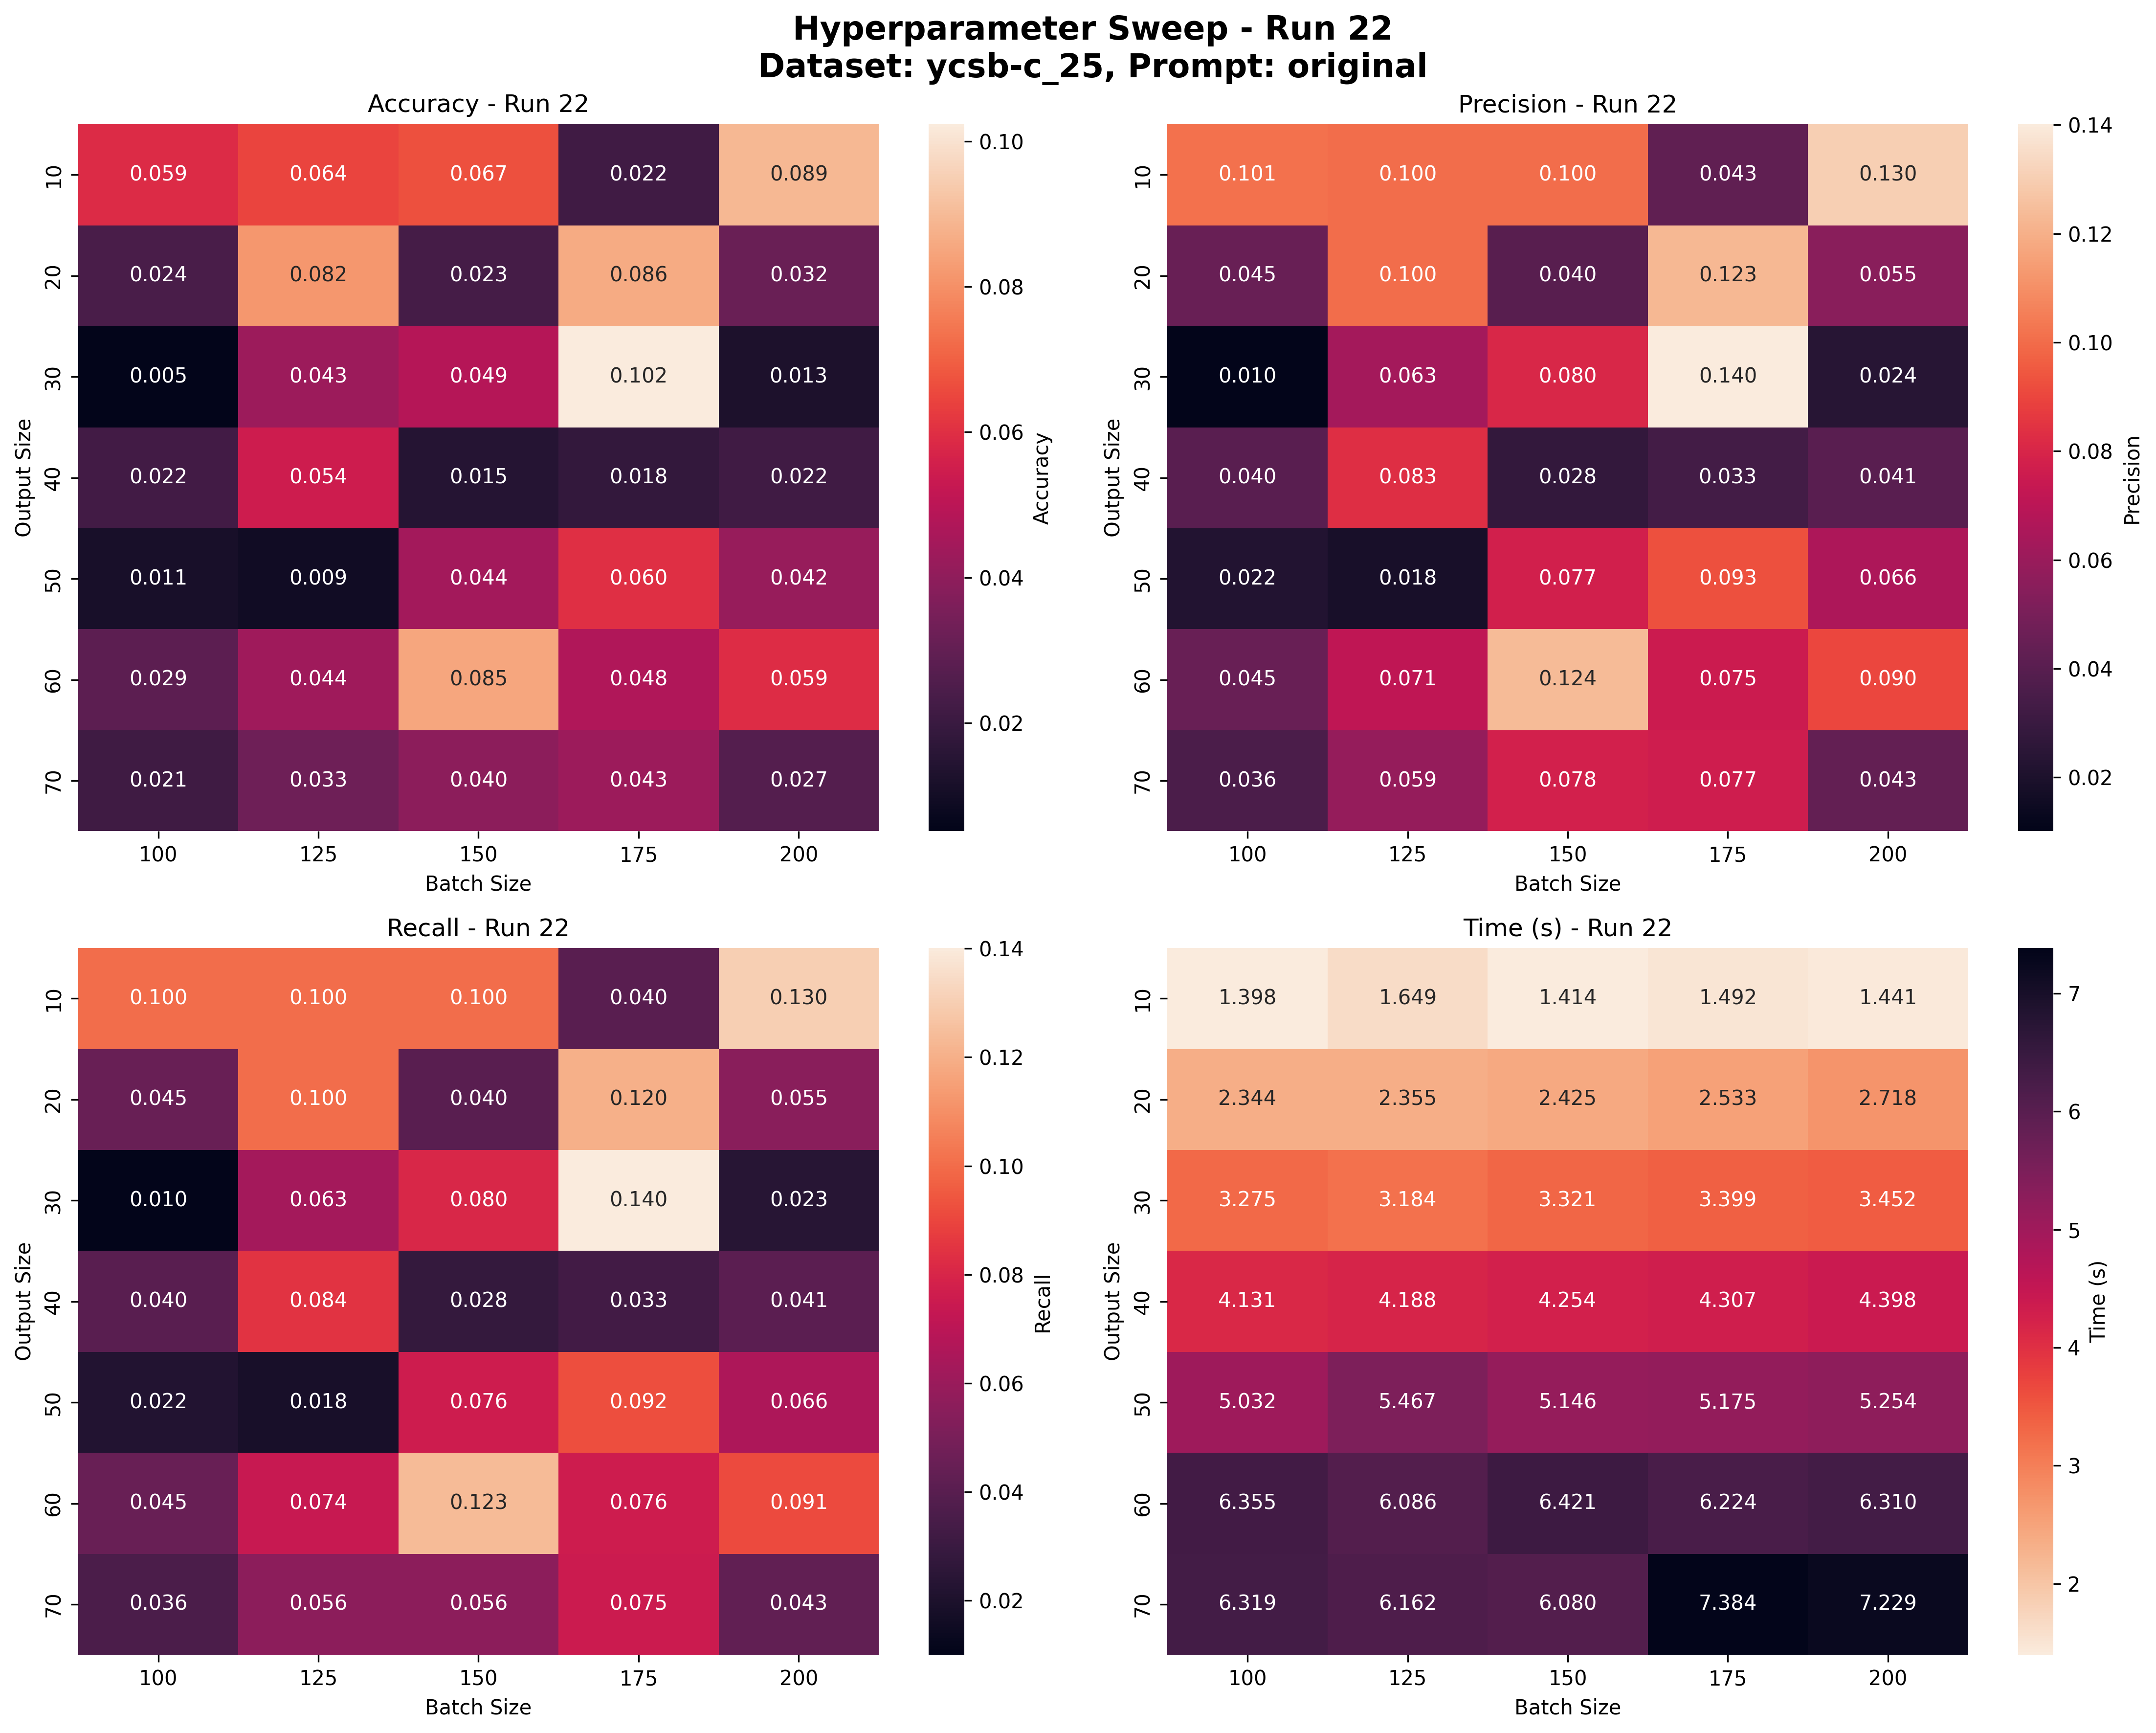 Hyperparameter Sweep - Run 22
Dataset: ycsb-c_25, Prompt: original
Accuracy - Run 22
Output Size
10 0.059 0.064 0.067 0.022 0.089
20 0.024 0.082 0.023 0.086 0.032
30 0.005 0.043 0.049 0.102 0.013
40 0.022 0.054 0.015 0.018 0.022
50 0.011 0.009 0.044 0.060 0.042
60 0.029 0.044 0.085 0.048 0.059
70 0.021 0.033 0.040 0.043 0.027
100 125 150 175 200
Batch Size
0.10
0.08
0.06
0.04
0.02
Accuracy
Precision - Run 22
Output Size
10 0.101 0.100 0.100 0.043 0.130
20 0.045 0.100 0.040 0.123 0.055
30 0.010 0.063 0.080 0.140 0.024
40 0.040 0.083 0.028 0.033 0.041
50 0.022 0.018 0.077 0.093 0.066
60 0.045 0.071 0.124 0.075 0.090
70 0.036 0.059 0.078 0.077 0.043
100 125 150 175 200
Batch Size
0.14
0.12
0.10
0.08
0.06
0.04
0.02
Precision
Recall - Run 22
Output Size
10 0.100 0.100 0.100 0.040 0.130
20 0.045 0.100 0.040 0.120 0.055
30 0.010 0.063 0.080 0.140 0.023
40 0.040 0.084 0.028 0.033 0.041
50 0.022 0.018 0.076 0.092 0.066
60 0.045 0.074 0.123 0.076 0.091
70 0.036 0.056 0.056 0.075 0.043
100 125 150 175 200
Batch Size
0.14
0.12
0.10
0.08
0.06
0.04
0.02
Recall
Time (s) - Run 22
Output Size
10 1.398 1.649 1.414 1.492 1.441
20 2.344 2.355 2.425 2.533 2.718
30 3.275 3.184 3.321 3.399 3.452
40 4.131 4.188 4.254 4.307 4.398
50 5.032 5.467 5.146 5.175 5.254
60 6.355 6.086 6.421 6.224 6.310
70 6.319 6.162 6.080 7.384 7.229
100 125 150 175 200
Batch Size
7
6
5
4
3
2
Time (s)